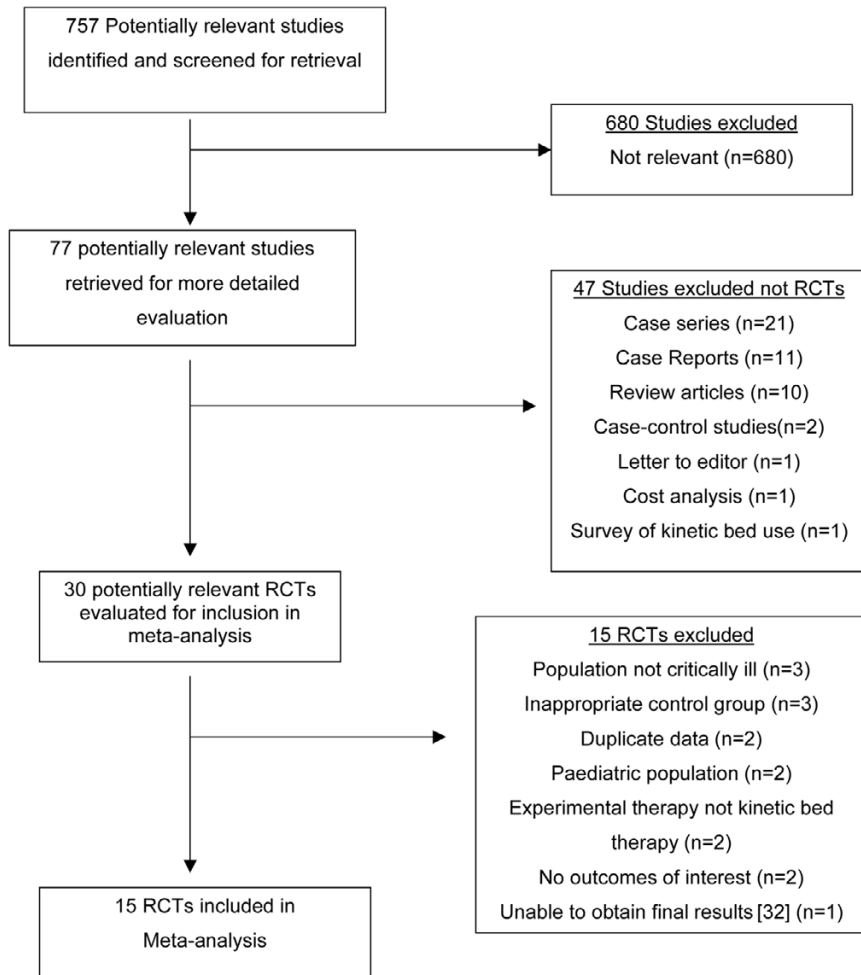 757 Potentially relevant studies
identified and screened for retrieval
680 Studies excluded
Not relevant (n=680)
77 potentially relevant studies
retrieved for more detailed
evaluation
47 Studies excluded not RCTs
Case series (n=21)
Case Reports (n=11)
Review articles (n=10)
Case-control studies(n=2)
Letter to editor (n=1)
Cost analysis (n=1)
Survey of kinetic bed use (n=1)
30 potentially relevant RCTs
evaluated for inclusion in
meta-analysis
15 RCTs excluded
Population not critically ill (n=3)
Inappropriate control group (n=3)
Duplicate data (n=2)
Paediatric population (n=2)
Experimental therapy not kinetic bed
therapy (n=2)
No outcomes of interest (n=2)
Unable to obtain final results [32] (n=1)
15 RCTs included in
Meta-analysis